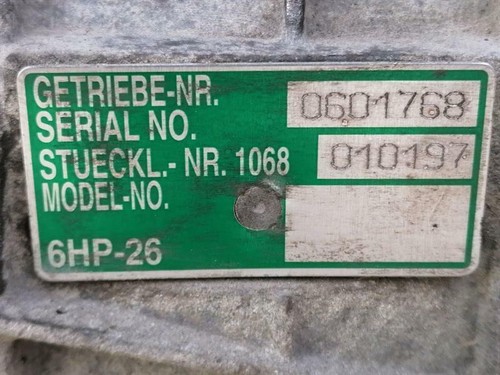 GETRIEBE-NR. 0601768
SERIAL NO.
STUECKL.- NR. 1068 010197
MODEL-NO.
6HP-26